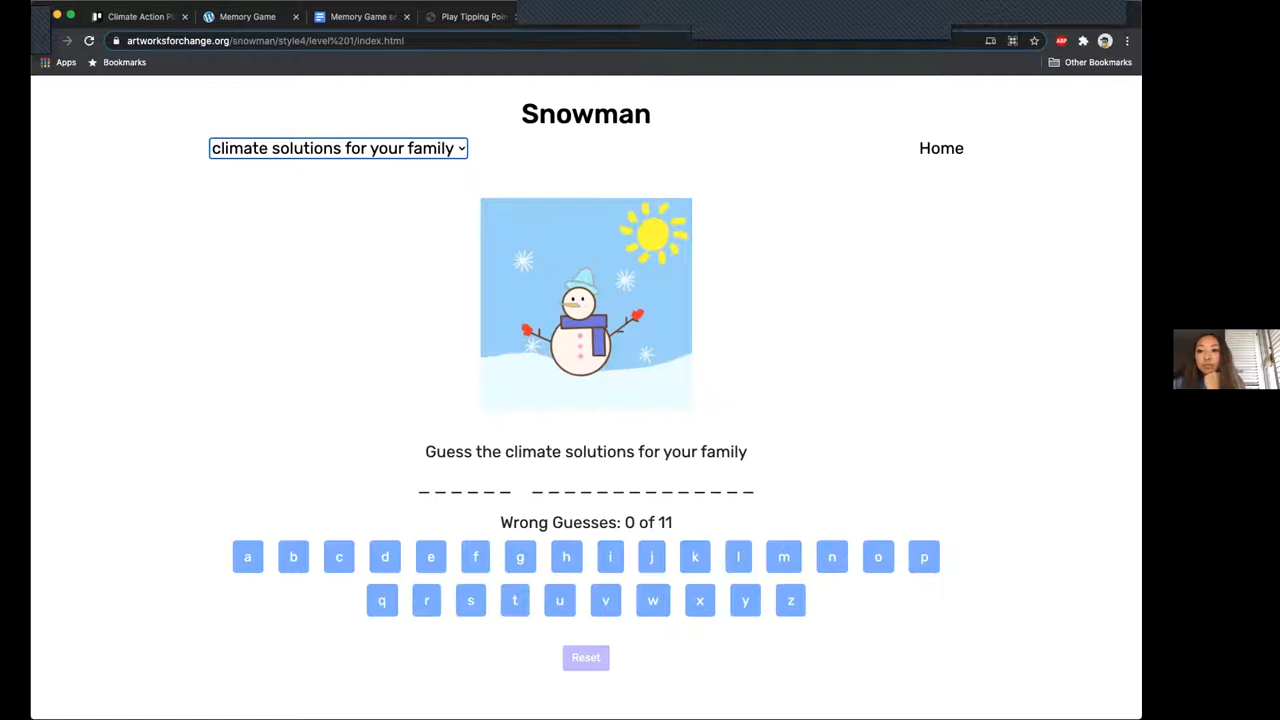 Climate Action P
Memory Game
Memory Game sc
Play Tipping Poi
artworksforchange.org/snowman/style4/level%201/index.html
ABP
Apps
Bookmarks
Other Bookmarks
Snowman
climate solutions for your family
Home
Guess the climate solutions for your family
_ _ _ _ _ _ _ _ _ _ _ _ _ _ _ _ _ _ _ _
Wrong Guesses: 0 of 11
a b c d e f g h i j k l m n o p
q r s t u v w x y z
Reset